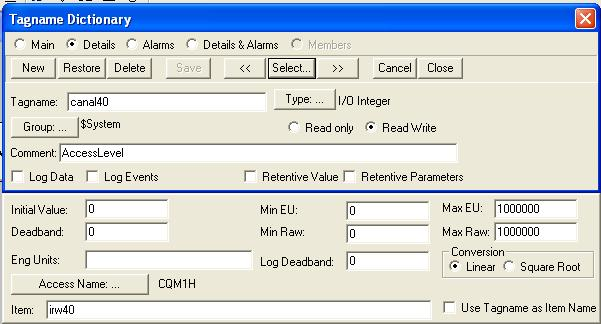 Tagname Dictionary
Main Details Alarms Details & Alarms Members
New Restore Delete Save << Select... >> Cancel Close
Tagname: canal40 Type: ... I/O Integer
Group: ... $System Read only Read Write
Comment: AccessLevel
Log Data Log Events Retentive Value Retentive Parameters
Initial Value: 0 Min EU: 0 Max EU: 1000000
Deadband: 0 Min Raw: 0 Max Raw: 1000000
Eng Units: Log Deadband: 0 Conversion
Linear Square Root
Access Name: ... CQM1H
Item: irw40 Use Tagname as Item Name